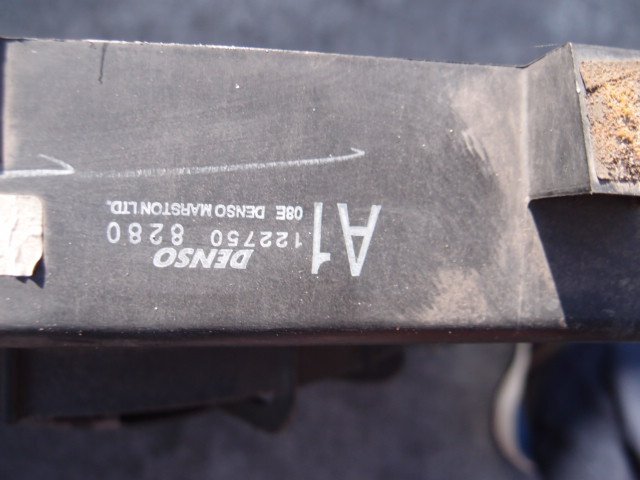 DENSO
A1 122750 8280
08E DENSO MARSTON LTD.